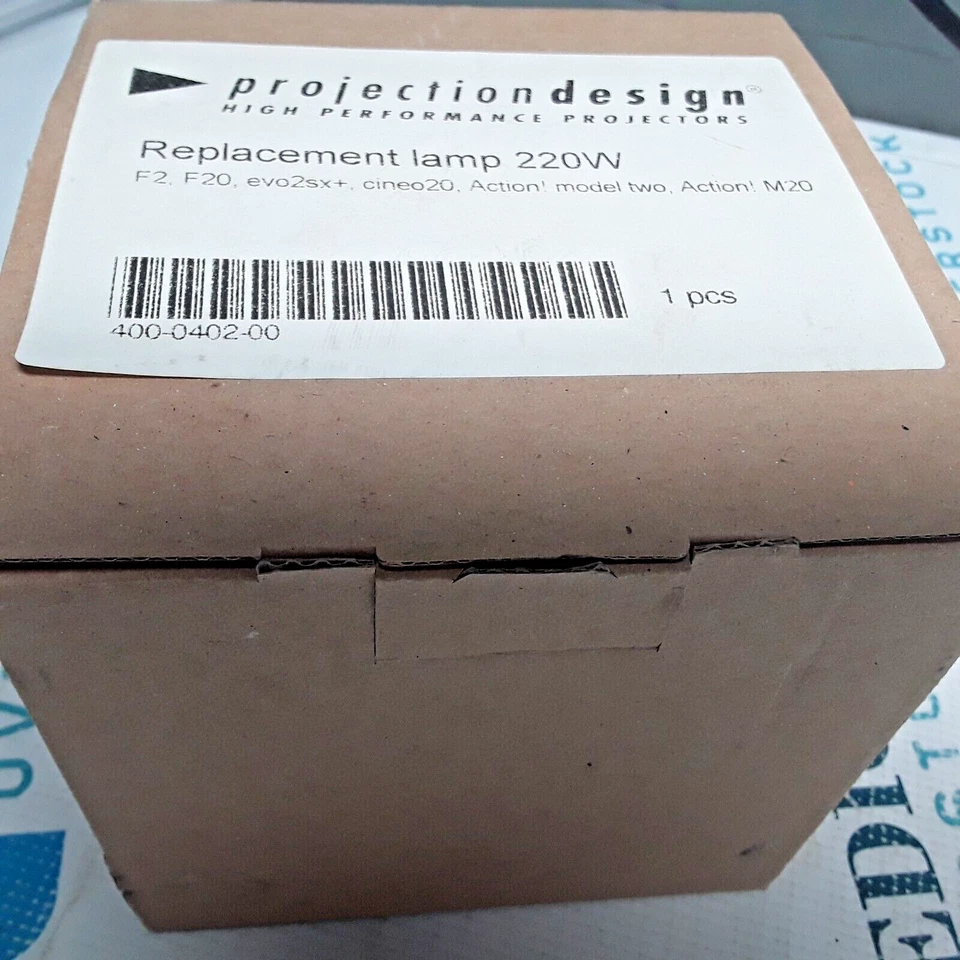 projectiondesign®
HIGH PERFORMANCE PROJECTORS
Replacement lamp 220W
F2, F20, evo2sx+, cineo20, Action! model two, Action! M20
1 pcs
400-0402-00